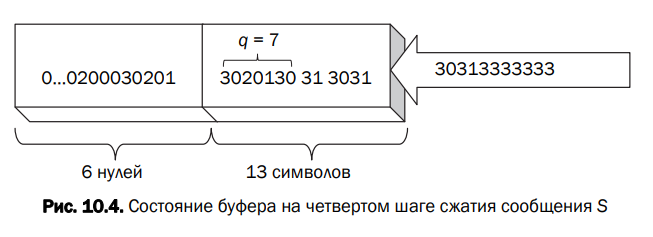 q = 7
0...0200030201 3020130 31 3031 30313333333
6 нулей 13 символов
Рис. 10.4. Состояние буфера на четвертом шаге сжатия сообщения S